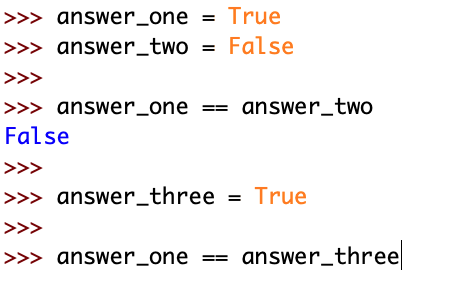 >>> answer_one = True
>>> answer_two = False
>>>
>>> answer_one == answer_two
False
>>>
>>> answer_three = True
>>>
>>> answer_one == answer_three